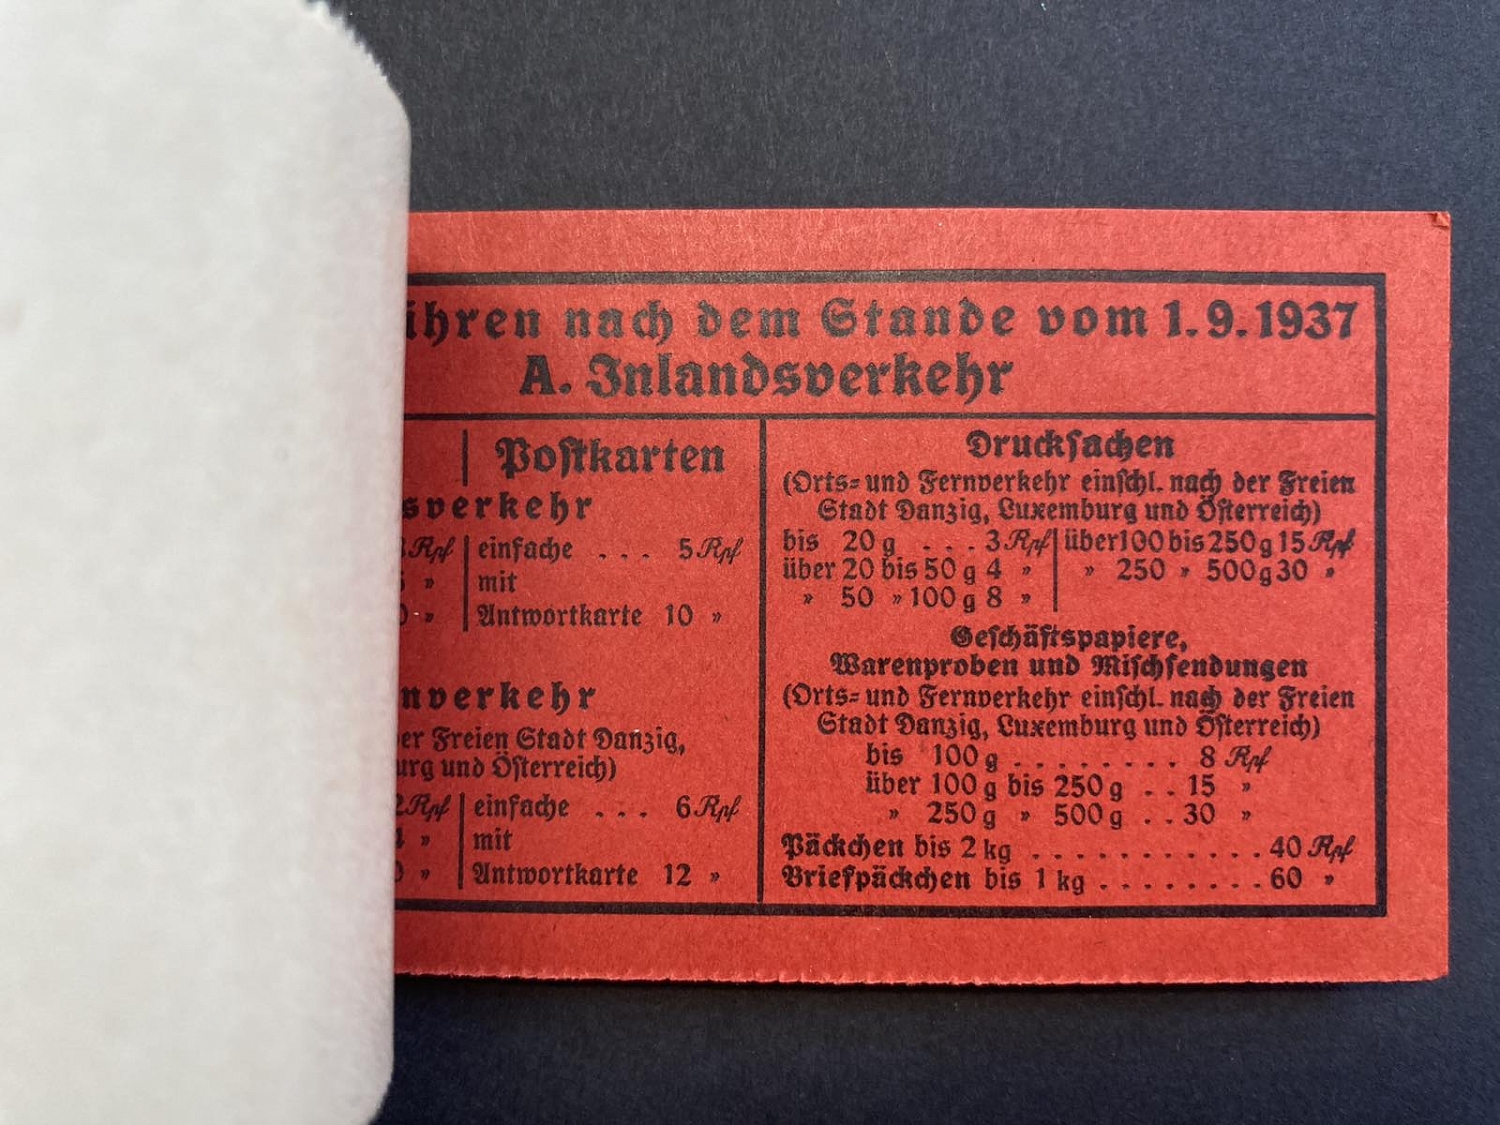 ühren nach dem Stande vom 1.9.1937
A. Inlandsverkehr
Postkarten
sverkehr
Rpf | einfache . . . 5 Rpf
» | mit
» | Antwortkarte 10 »
nverkehr
er Freien Stadt Danzig,
urg und Österreich)
2 Rpf | einfache . . . 6 Rpf
» | mit
» | Antwortkarte 12 »
Drucksachen
(Orts- und Fernverkehr einschl. nach der Freien
Stadt Danzig, Luxemburg und Österreich)
bis 20 g . . . 3 Rpf | über 100 bis 250 g 15 Rpf
über 20 bis 50 g 4 » | » 250 » 500 g 30 »
» 50 » 100 g 8 » |
Geschäftspapiere,
Warenproben und Mischsendungen
(Orts- und Fernverkehr einschl. nach der Freien
Stadt Danzig, Luxemburg und Österreich)
bis 100 g . . . . . . . . 8 Rpf
über 100 g bis 250 g . . 15 »
» 250 g » 500 g . . 30 »
Päckchen bis 2 kg . . . . . . . . . . . . 40 Rpf
Briefpäckchen bis 1 kg . . . . . . . . 60 »